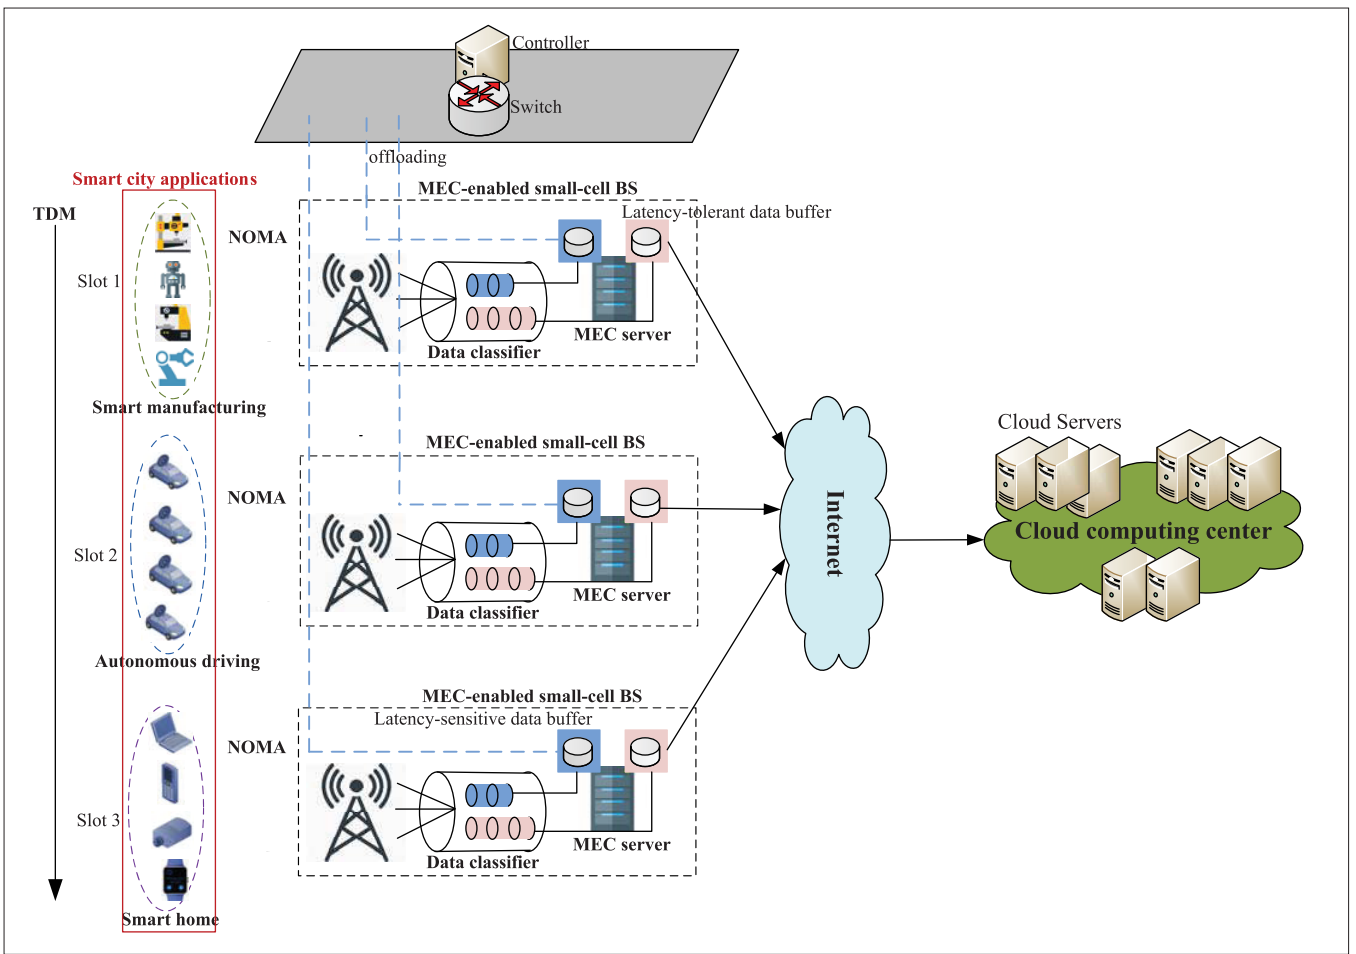 Controller
Switch
offloading
Smart city applications
MEC-enabled small-cell BS
TDM
Latency-tolerant data buffer
NOMA
Slot 1
MEC server
Data classifier
Smart manufacturing
MEC-enabled small-cell BS
Cloud Servers
NOMA
Internet
Cloud computing center
Slot 2
MEC server
Data classifier
Autonomous driving
MEC-enabled small-cell BS
Latency-sensitive data buffer
NOMA
Slot 3
MEC server
Data classifier
Smart home